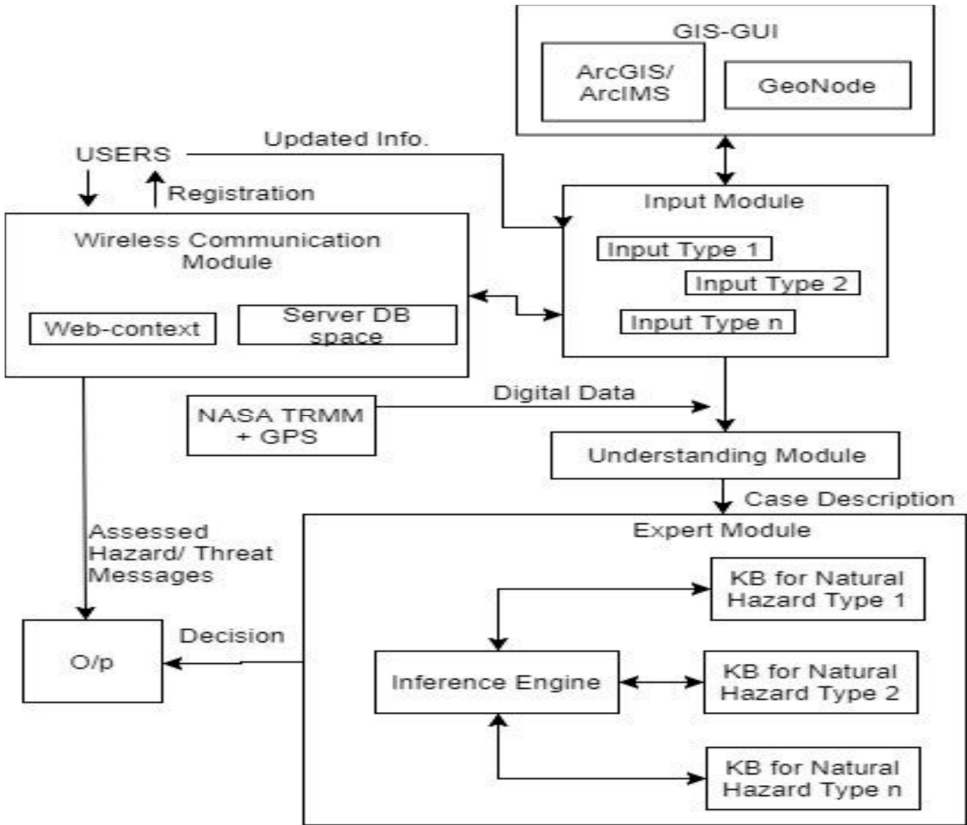 GIS-GUI
ArcGIS/
ArcIMS
GeoNode
Updated Info.
USERS
Registration
Input Module
Input Type 1
Input Type 2
Input Type n
Wireless Communication
Module
Web-context
Server DB
space
Digital Data
NASA TRMM
+ GPS
Understanding Module
Case Description
Expert Module
Assessed
Hazard/ Threat
Messages
KB for Natural
Hazard Type 1
Decision
O/p
Inference Engine
KB for Natural
Hazard Type 2
KB for Natural
Hazard Type n